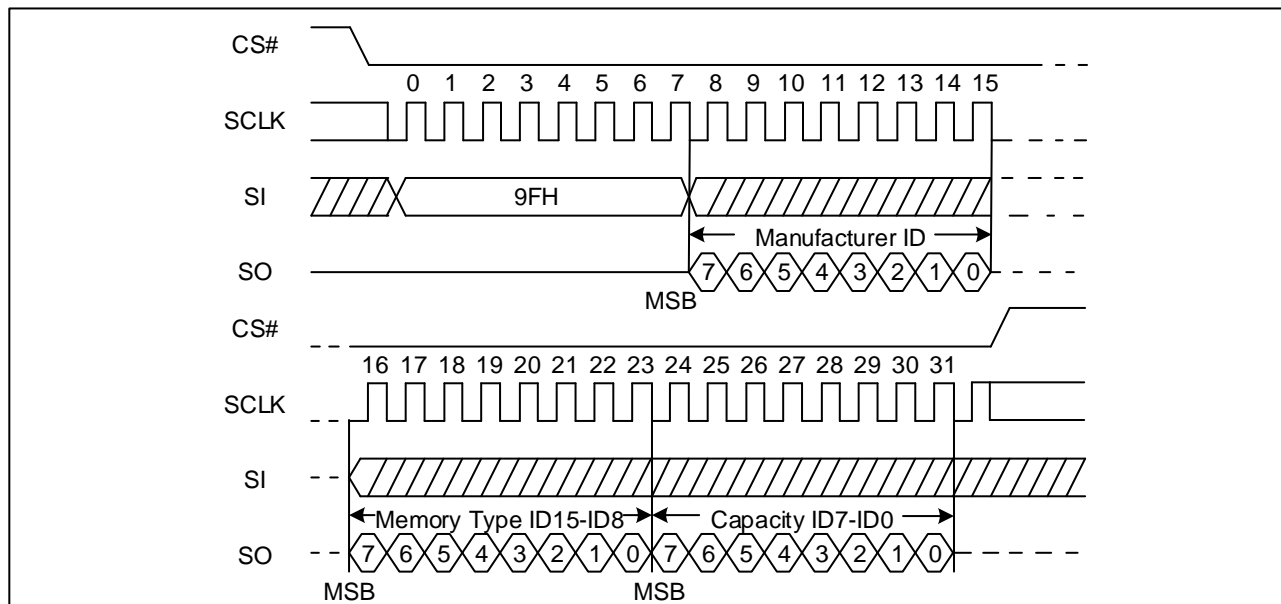 CS#
0 1 2 3 4 5 6 7 8 9 10 11 12 13 14 15
SCLK
SI 9FH
Manufacturer ID
SO 7 6 5 4 3 2 1 0
MSB
CS#
16 17 18 19 20 21 22 23 24 25 26 27 28 29 30 31
SCLK
SI
Memory Type ID15-ID8 Capacity ID7-ID0
SO 7 6 5 4 3 2 1 0 7 6 5 4 3 2 1 0
MSB MSB